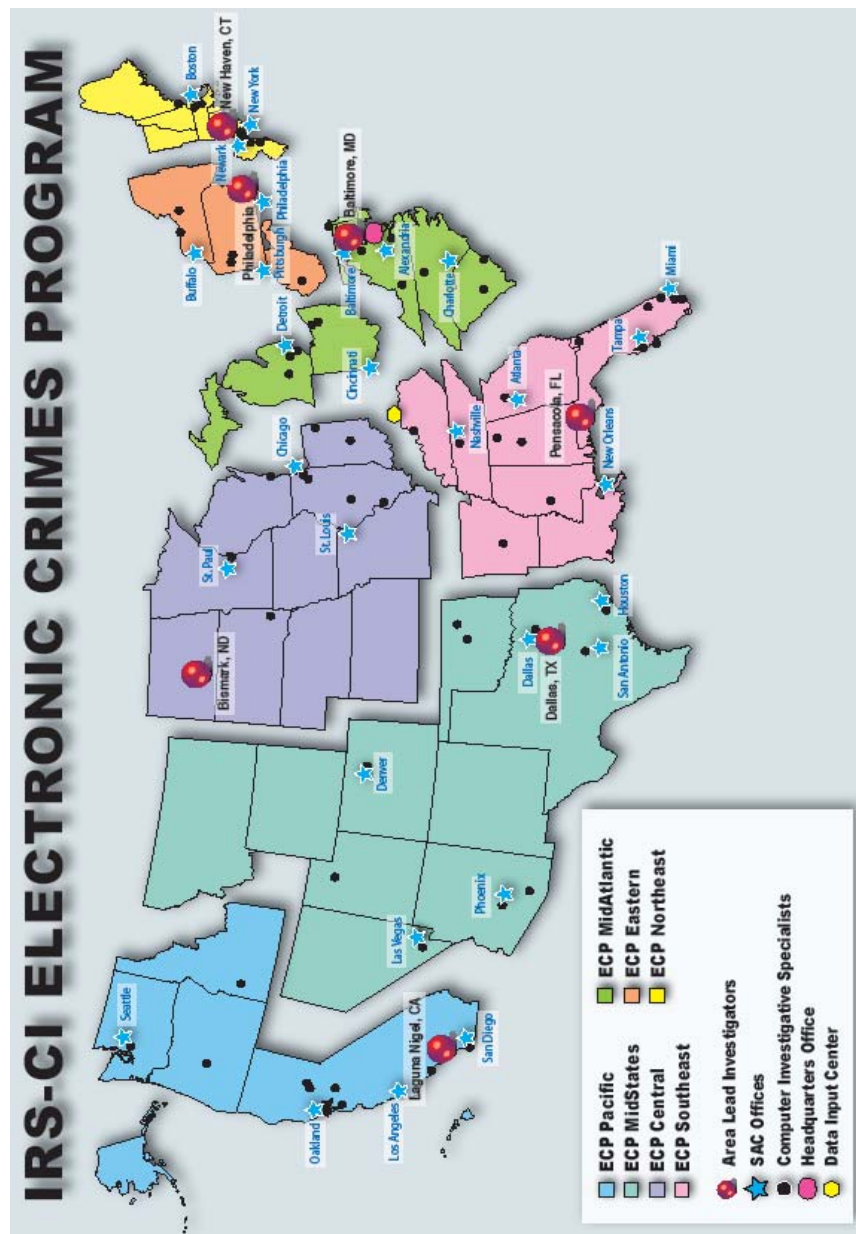 IRS-CI ELECTRONIC CRIMES PROGRAM
Seattle
Oakland
Los Angeles
Laguna Nigel, CA
San Diego
Las Vegas
Phoenix
Denver
Bismark, ND
St. Paul
St. Louis
Chicago
Dallas
Dallas, TX
San Antonio
Houston
Detroit
Cincinnati
Nashville
Atlanta
Pensacola, FL
New Orleans
Tampa
Miami
Buffalo
Philadelphia
Pittsburgh
Philadelphia
Baltimore
Baltimore, MD
Alexandria
Charlotte
Boston
New Haven, CT
Newark
New York
ECP Pacific
ECP MidStates
ECP Central
ECP Southeast
ECP MidAtlantic
ECP Eastern
ECP Northeast
Area Lead Investigators
SAC Offices
Computer Investigative Specialists
Headquarters Office
Data Input Center